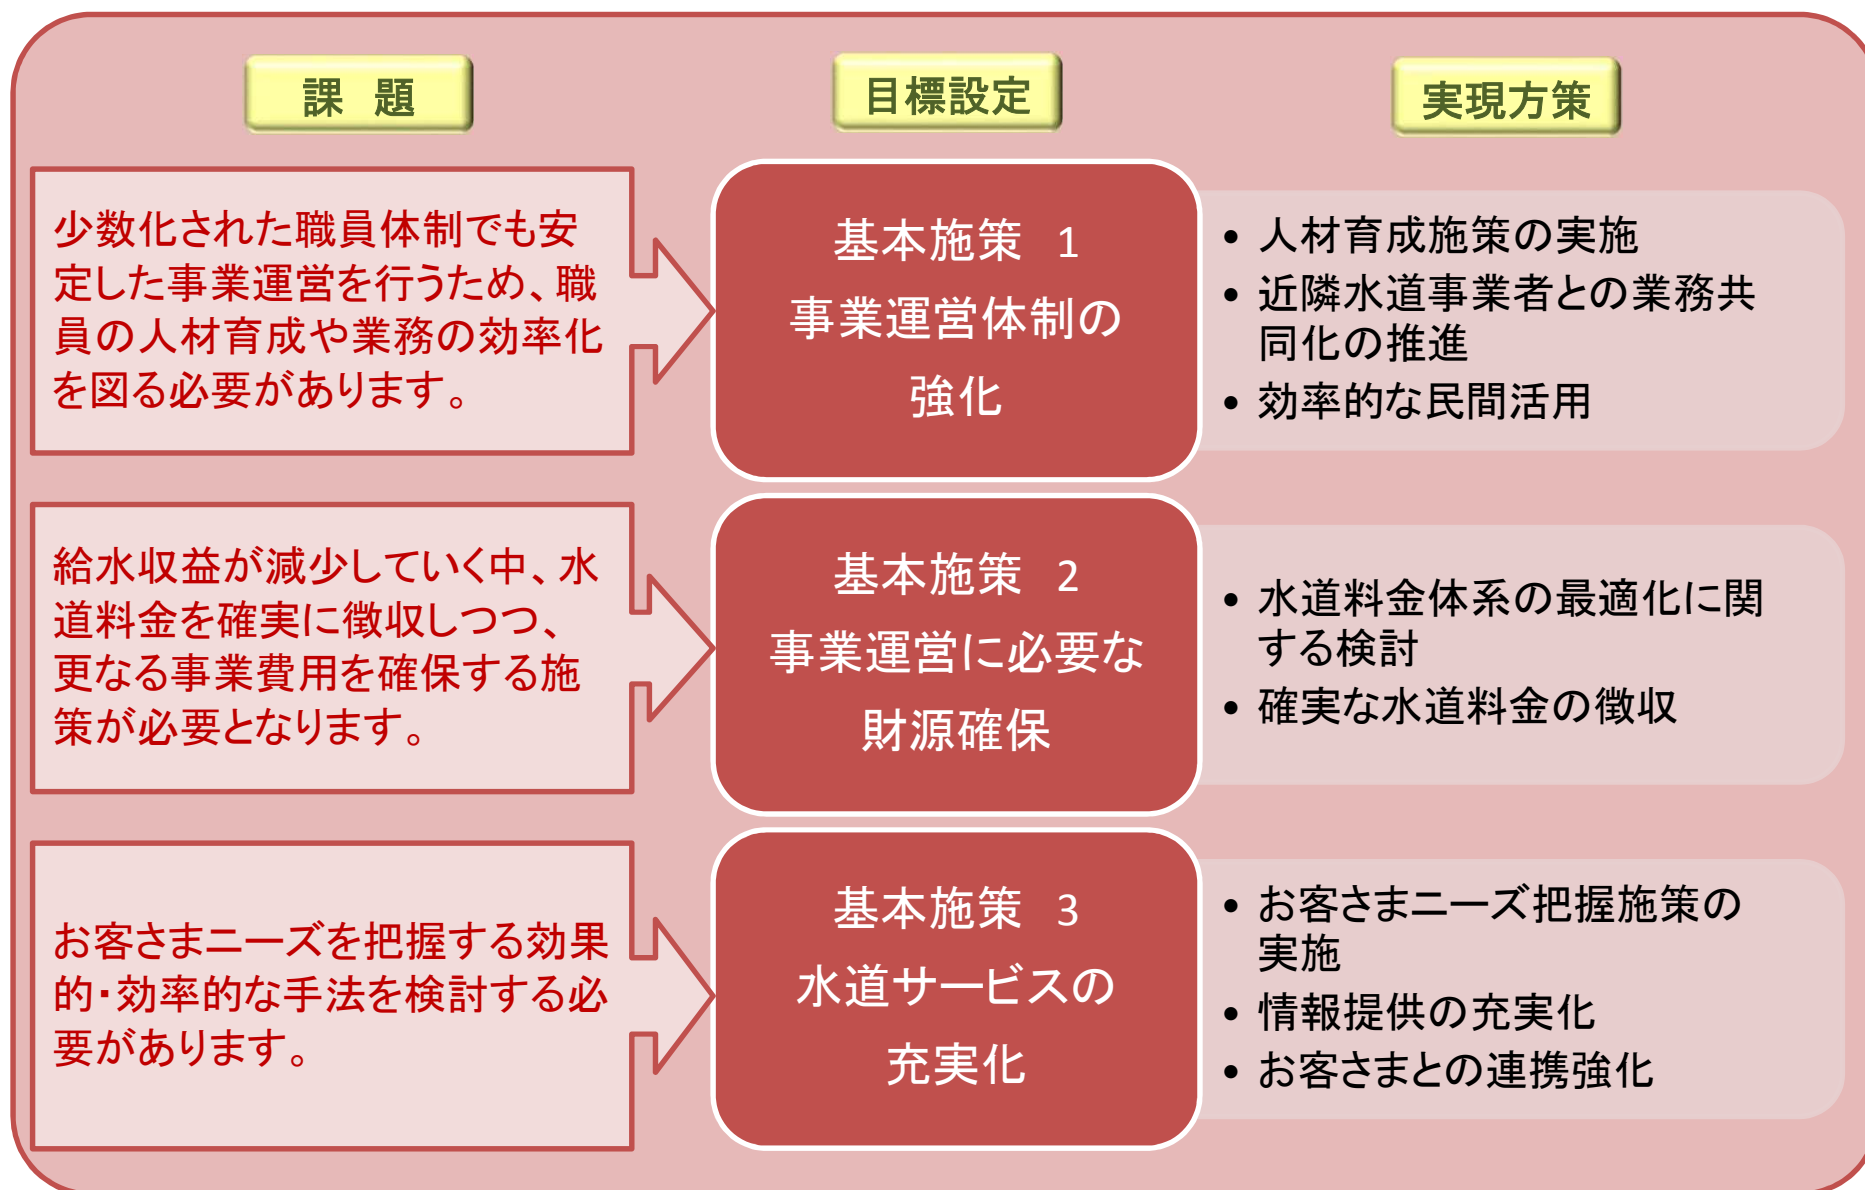 課 題
目標設定
実現方策
少数化された職員体制でも安
定した事業運営を行うため、職
員の人材育成や業務の効率化
を図る必要があります。
基本施策 1
事業運営体制の
強化
• 人材育成施策の実施
• 近隣水道事業者との業務共
同化の推進
• 効率的な民間活用
給水収益が減少していく中、水
道料金を確実に徴収しつつ、
更なる事業費用を確保する施
策が必要となります。
基本施策 2
事業運営に必要な
財源確保
• 水道料金体系の最適化に関
する検討
• 確実な水道料金の徴収
お客さまニーズを把握する効果
的・効率的な手法を検討する必
要があります。
基本施策 3
水道サービスの
充実化
• お客さまニーズ把握施策の
実施
• 情報提供の充実化
• お客さまとの連携強化